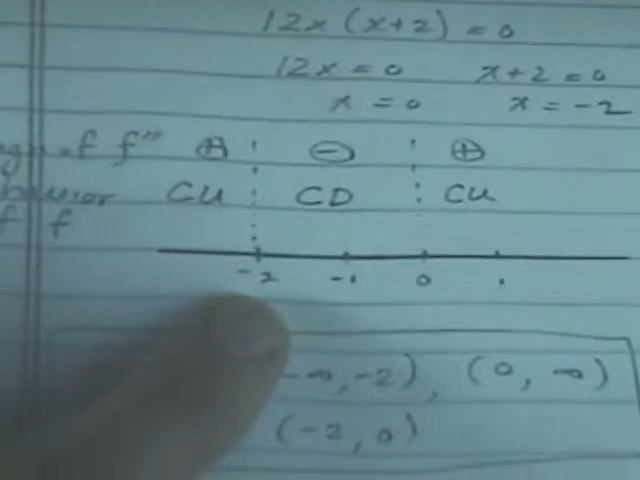 12x (x+2) = 0
12x = 0 x+2 = 0
x = 0 x = -2
of f" ⊕ ⊖ ⊕
CU CD CU
f
-2 -1 0
-∞, -2), (0, ∞)
(-2, 0)